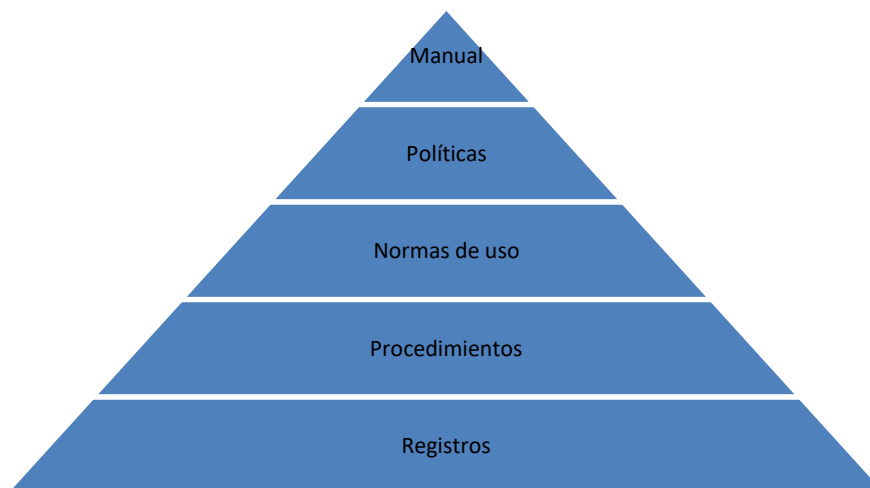 Manual
Políticas
Normas de uso
Procedimientos
Registros